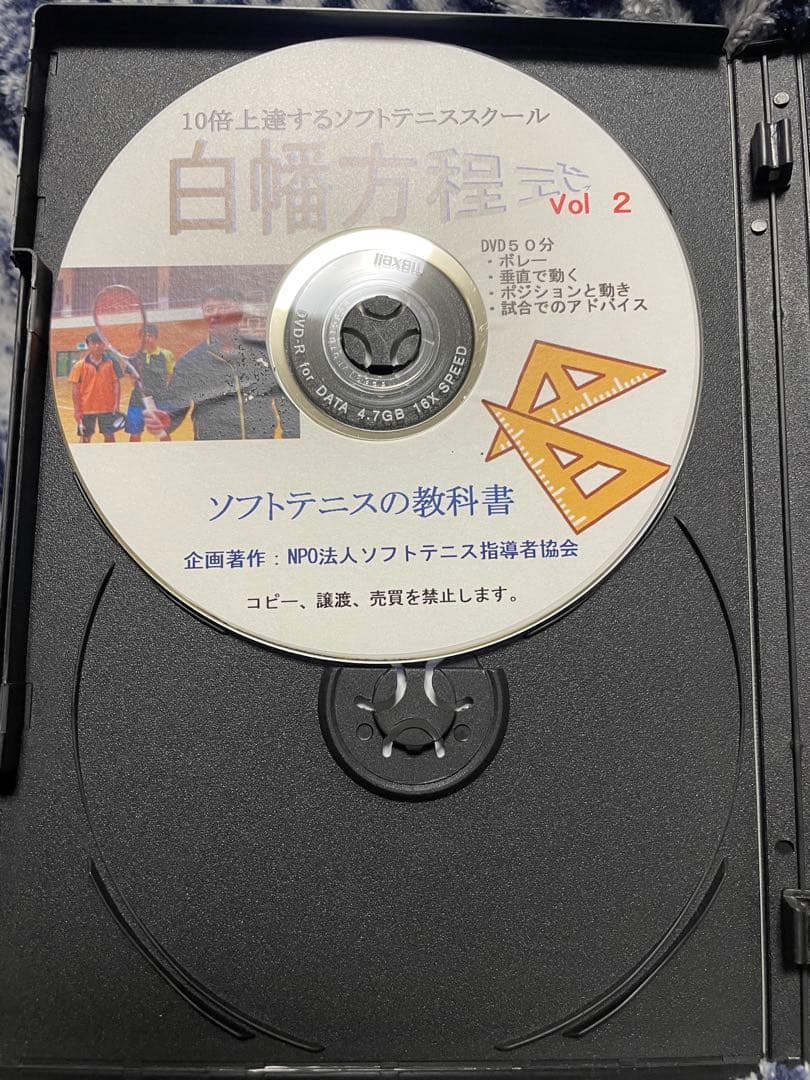 10倍上達するソフトテニススクール
白幡方程式
Vol 2
DVD50分
・ボレー
・垂直で動く
・ポジションと動き
・試合でのアドバイス
maxell
DVD-R for DATA 4.7GB 16X SPEED
ソフトテニスの教科書
企画著作：NPO法人ソフトテニス指導者協会
コピー、譲渡、売買を禁止します。